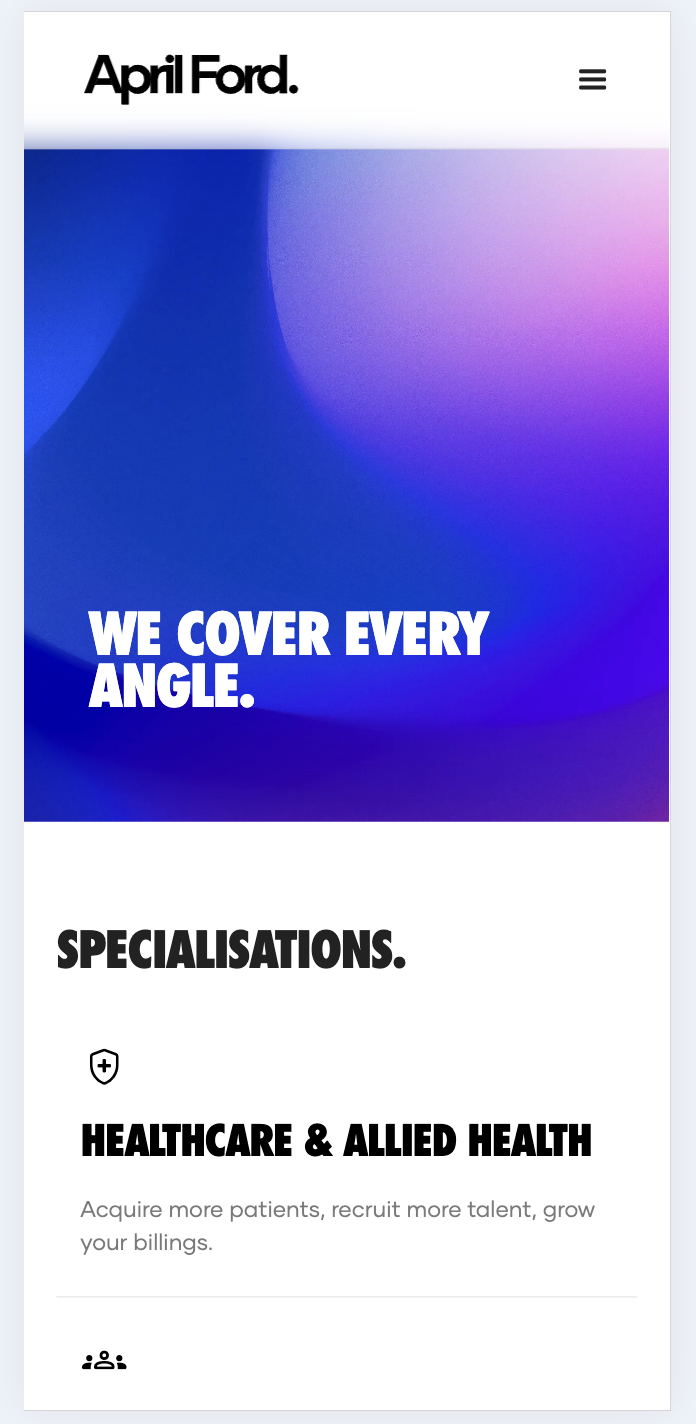 April Ford.
WE COVER EVERY
ANGLE.
SPECIALISATIONS.
HEALTHCARE & ALLIED HEALTH
Acquire more patients, recruit more talent, grow
your billings.